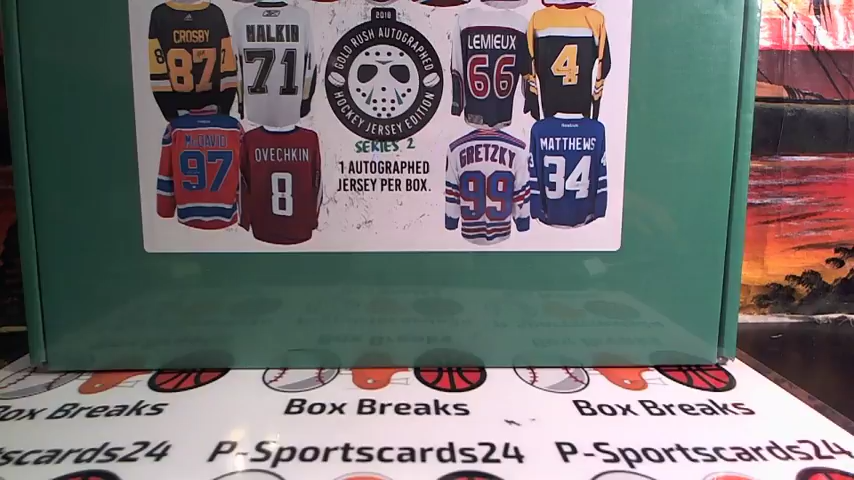 2018
GOLD RUSH AUTOGRAPHED
HOCKEY JERSEY EDITION
SERIES 2
1 AUTOGRAPHED
JERSEY PER BOX.
CROSBY
87
MALKIN
71
LEMIEUX
66
4
McDAVID
97
OVECHKIN
8
GRETZKY
99
MATTHEWS
34
Box Breaks
Box Breaks
Box Breaks
scards24
P-Sportscards24
P-Sportscards24